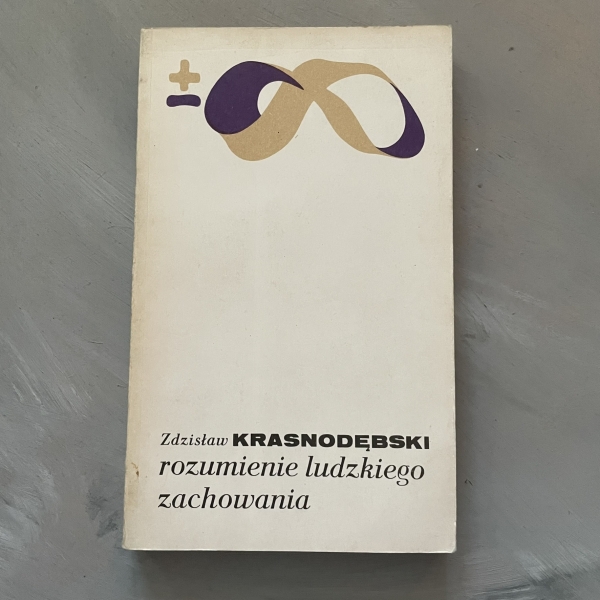 ±
Zdzisław KRASNODĘBSKI
rozumienie ludzkiego
zachowania